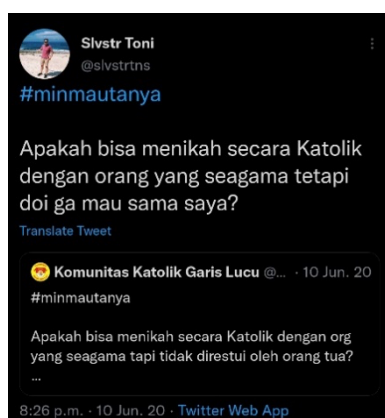 Slvstr Toni
@slvstrtns
#minmautanya
Apakah bisa menikah secara Katolik
dengan orang yang seagama tetapi
doi ga mau sama saya?
Translate Tweet
Komunitas Katolik Garis Lucu @... · 10 Jun. 20
#minmautanya
Apakah bisa menikah secara Katolik dengan org
yang seagama tapi tidak direstui oleh orang tua?
...
8:26 p.m. · 10 Jun. 20 · Twitter Web App